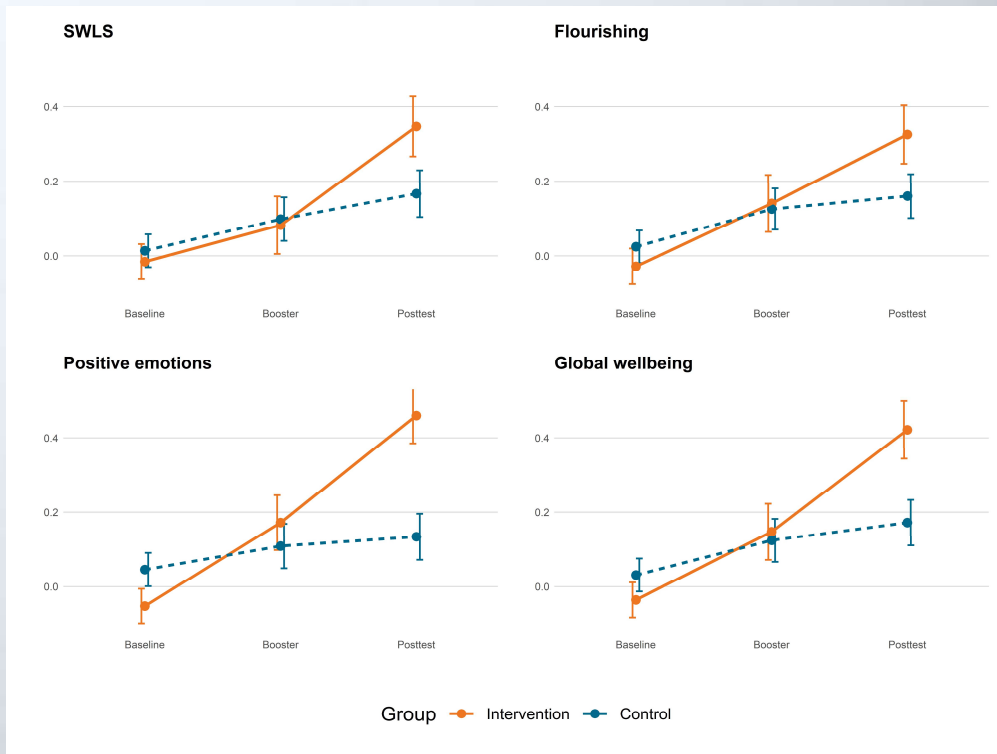 SWLS
0.4
0.2
0.0
Baseline Booster Posttest
Flourishing
0.4
0.2
0.0
Baseline Booster Posttest
Positive emotions
0.4
0.2
0.0
Baseline Booster Posttest
Global wellbeing
0.4
0.2
0.0
Baseline Booster Posttest
Group Intervention Control